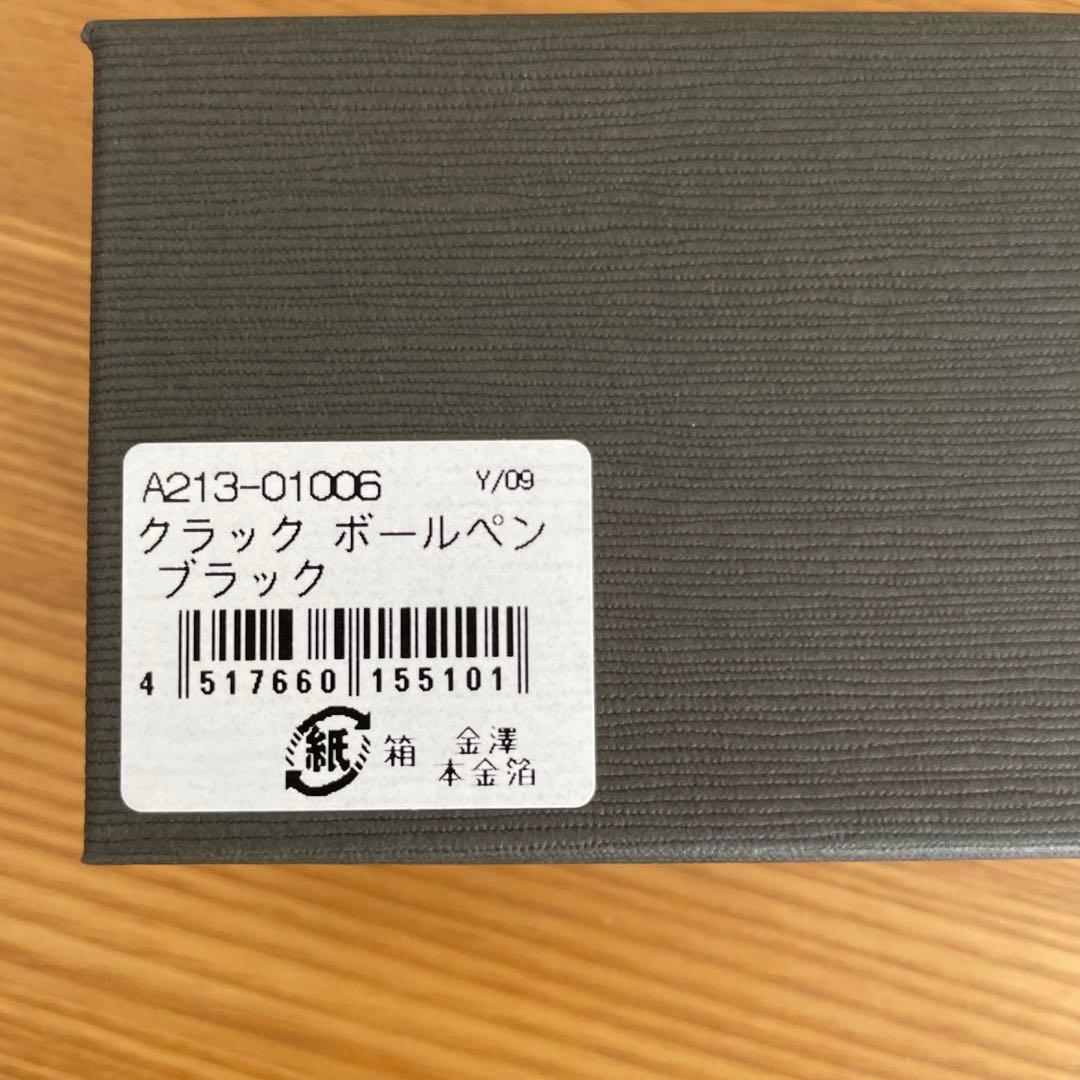 A213-01006 Y/09
クラック ボールペン
ブラック
4 517660 155101
紙 箱 金澤
本金箔